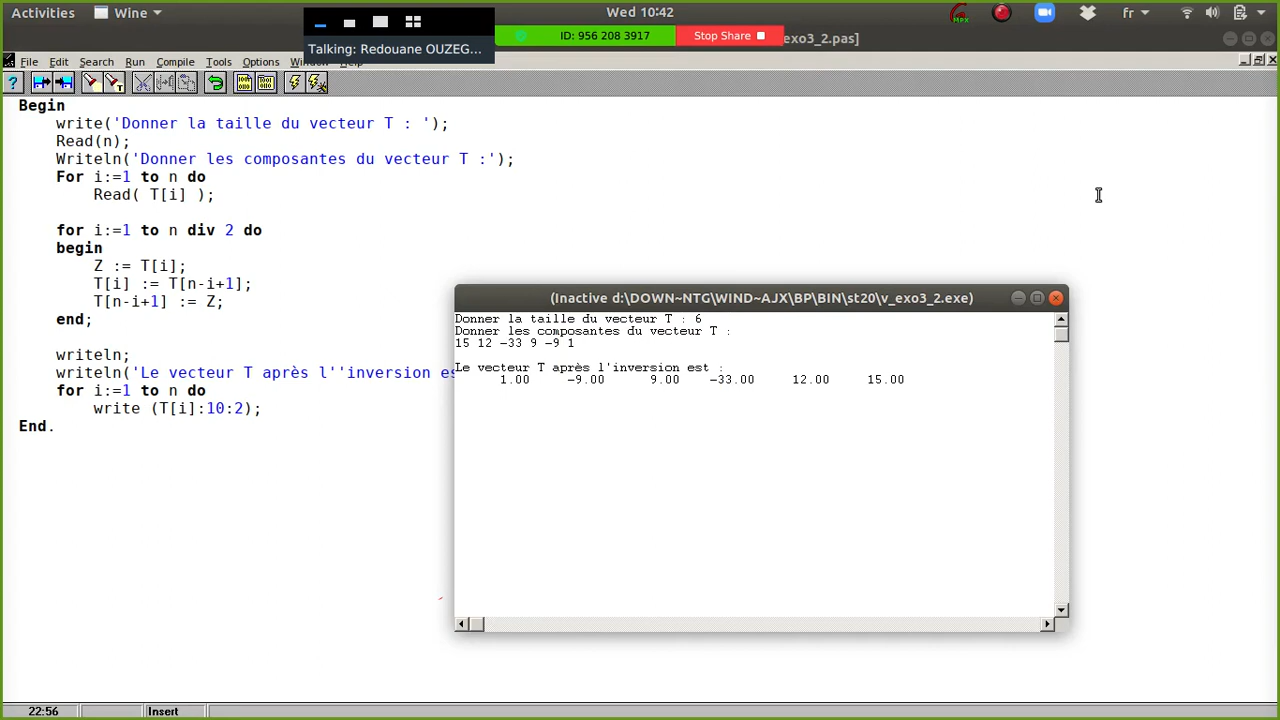 Activities Wine Wed 10:42 MPX fr
ID: 956 208 3917 Stop Share exo3_2.pas]
Talking: Redouane OUZEG...
File Edit Search Run Compile Tools Options Window Help
Begin
write('Donner la taille du vecteur T : ');
Read(n);
Writeln('Donner les composantes du vecteur T :');
For i:=1 to n do
Read( T[i] );
for i:=1 to n div 2 do
begin
Z := T[i];
T[i] := T[n-i+1];
T[n-i+1] := Z;
end;
writeln;
writeln('Le vecteur T après l''inversion es
for i:=1 to n do
write (T[i]:10:2);
End.
(Inactive d:\DOWN~NTG\WIND~AJX\BP\BIN\st20\v_exo3_2.exe)
Donner la taille du vecteur T : 6
Donner les composantes du vecteur T :
15 12 -33 9 -9 1
Le vecteur T après l'inversion est :
1.00 -9.00 9.00 -33.00 12.00 15.00
22:56 Insert